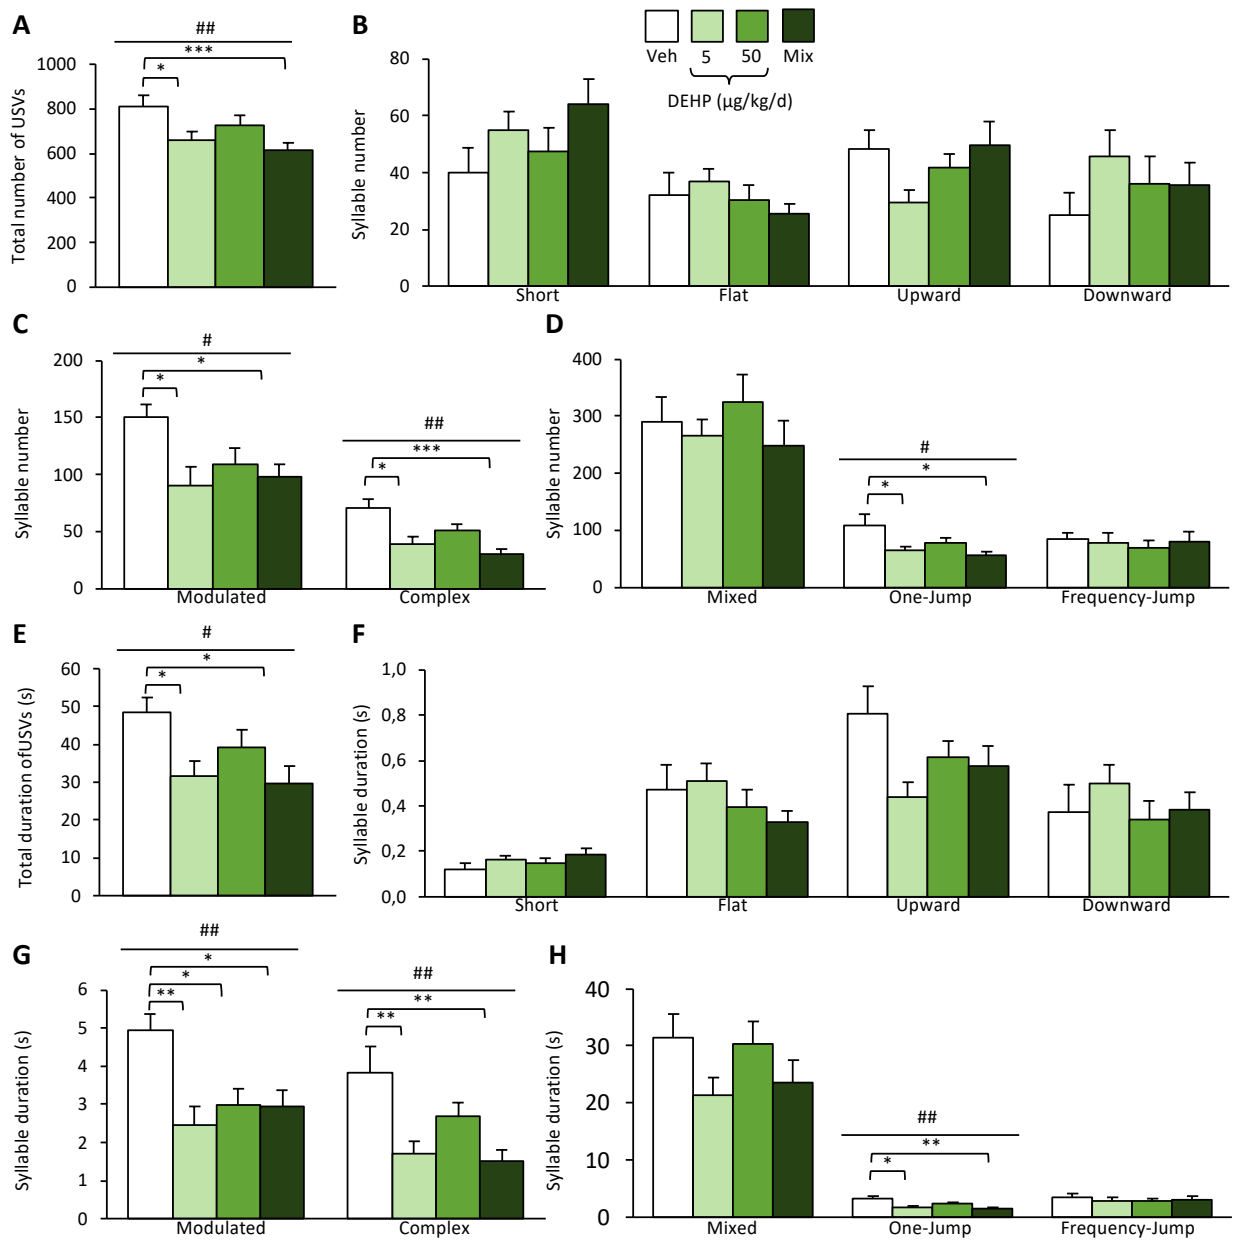 A
##
***
*
1000
800
600
400
200
0
Total number of USVs
B
Veh 5 50 Mix
DEHP (µg/kg/d)
80
60
40
20
0
Syllable number
Short Flat Upward Downward
C
#
*
*
##
***
*
200
150
100
50
0
Syllable number
Modulated Complex
D
400
300
200
100
0
Syllable number
#
*
*
Mixed One-Jump Frequency-Jump
E
#
*
*
60
50
40
30
20
10
0
Total duration ofUSVs (s)
F
1,0
0,8
0,6
0,4
0,2
0,0
Syllable duration (s)
Short Flat Upward Downward
G
##
*
*
**
##
**
**
6
5
4
3
2
1
0
Syllable duration (s)
Modulated Complex
H
40
30
20
10
0
Syllable duration (s)
##
**
*
Mixed One-Jump Frequency-Jump